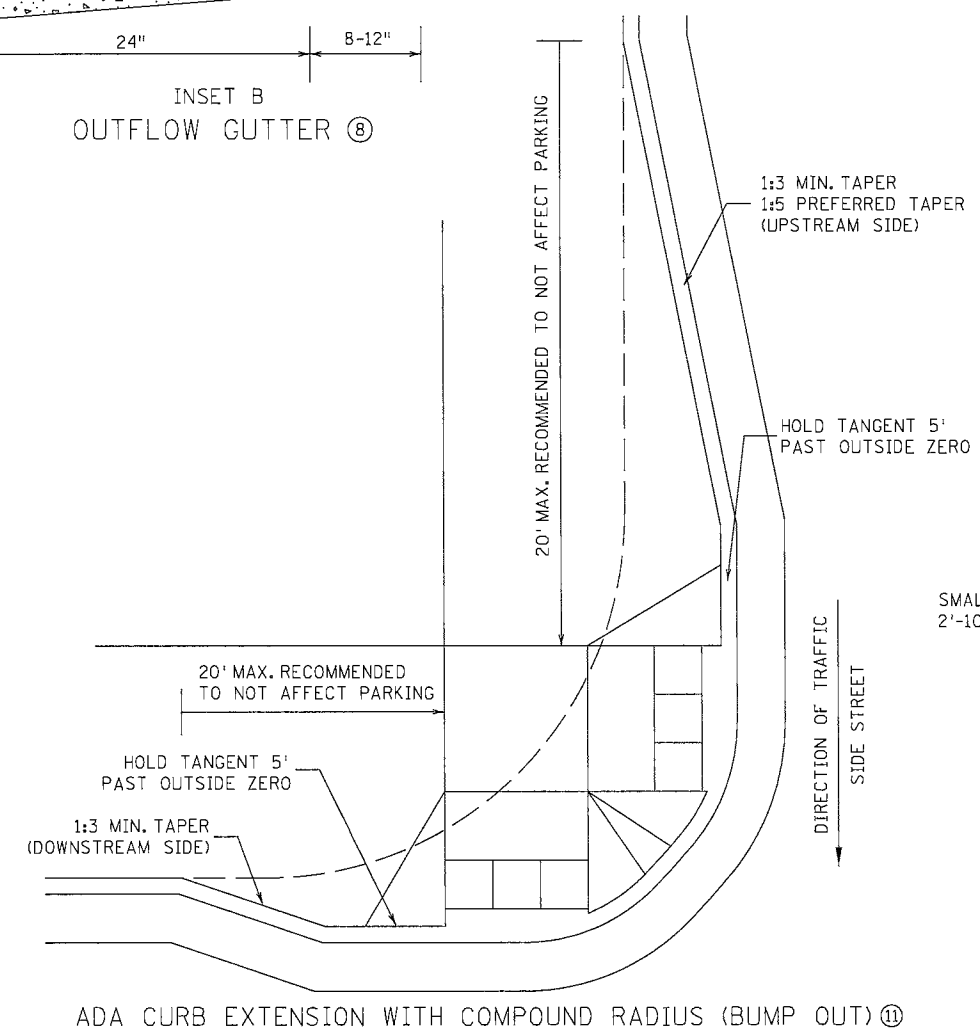 24"
8-12"
INSET B
OUTFLOW GUTTER ⑧
20' MAX. RECOMMENDED TO NOT AFFECT PARKING
1:3 MIN. TAPER
1:5 PREFERRED TAPER
(UPSTREAM SIDE)
HOLD TANGENT 5'
PAST OUTSIDE ZERO
SMAL
2'-10
DIRECTION OF TRAFFIC
SIDE STREET
20' MAX. RECOMMENDED
TO NOT AFFECT PARKING
HOLD TANGENT 5'
PAST OUTSIDE ZERO
1:3 MIN. TAPER
(DOWNSTREAM SIDE)
ADA CURB EXTENSION WITH COMPOUND RADIUS (BUMP OUT) ⑪